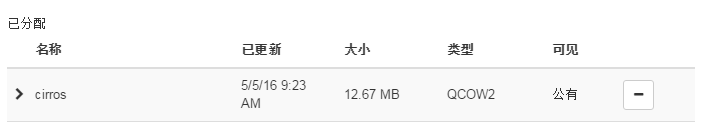 已分配
名称 已更新 大小 类型 可见
cirros 5/5/16 9:23 AM 12.67 MB QCOW2 公有